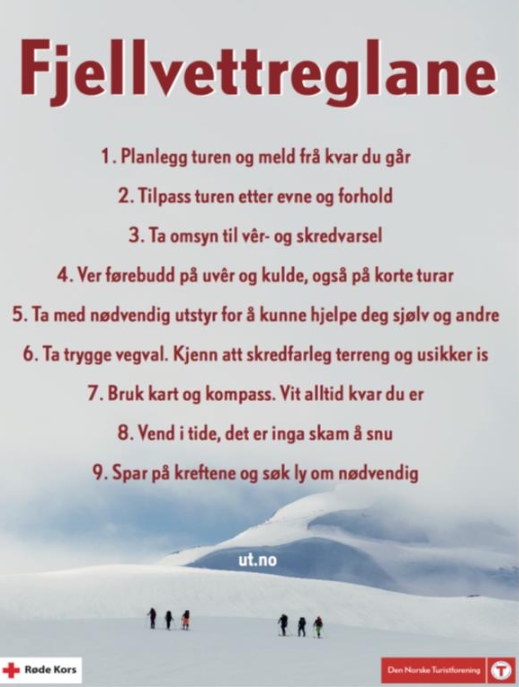 Fjellvettreglane
1. Planlegg turen og meld frå kvar du går
2. Tilpass turen etter evne og forhold
3. Ta omsyn til vêr- og skredvarsel
4. Ver førebudd på uvêr og kulde, også på korte turar
5. Ta med nødvendig utstyr for å kunne hjelpe deg sjølv og andre
6. Ta trygge vegval. Kjenn att skredfarleg terreng og usikker is
7. Bruk kart og kompass. Vit alltid kvar du er
8. Vend i tide, det er inga skam å snu
9. Spar på kreftene og søk ly om nødvendig
ut.no
Røde Kors
Den Norske Turistforening
T